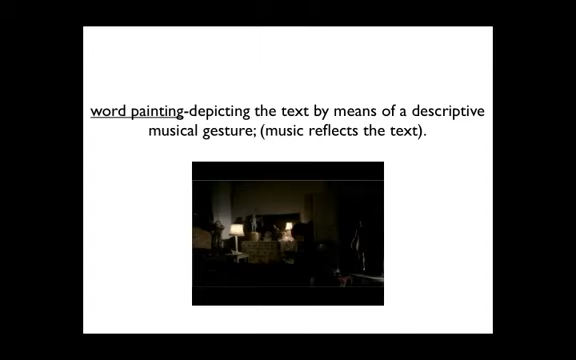 word painting-depicting the text by means of a descriptive
musical gesture; (music reflects the text).